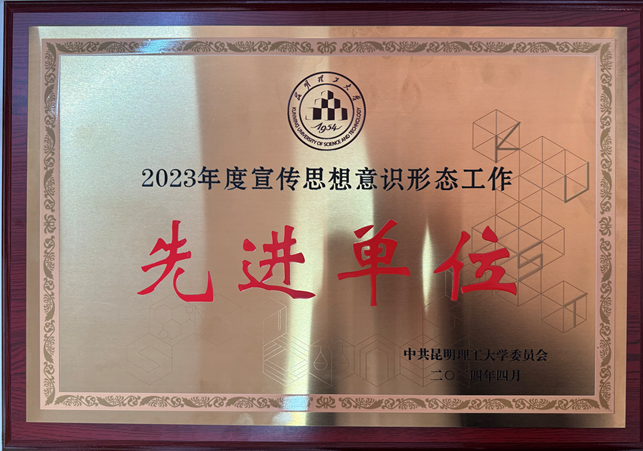 昆明理工大学
1954
KUNMING UNIVERSITY OF SCIENCE AND TECHNOLOGY
2023年度宣传思想意识形态工作
先进单位
KUST
中共昆明理工大学委员会
二〇二四年四月